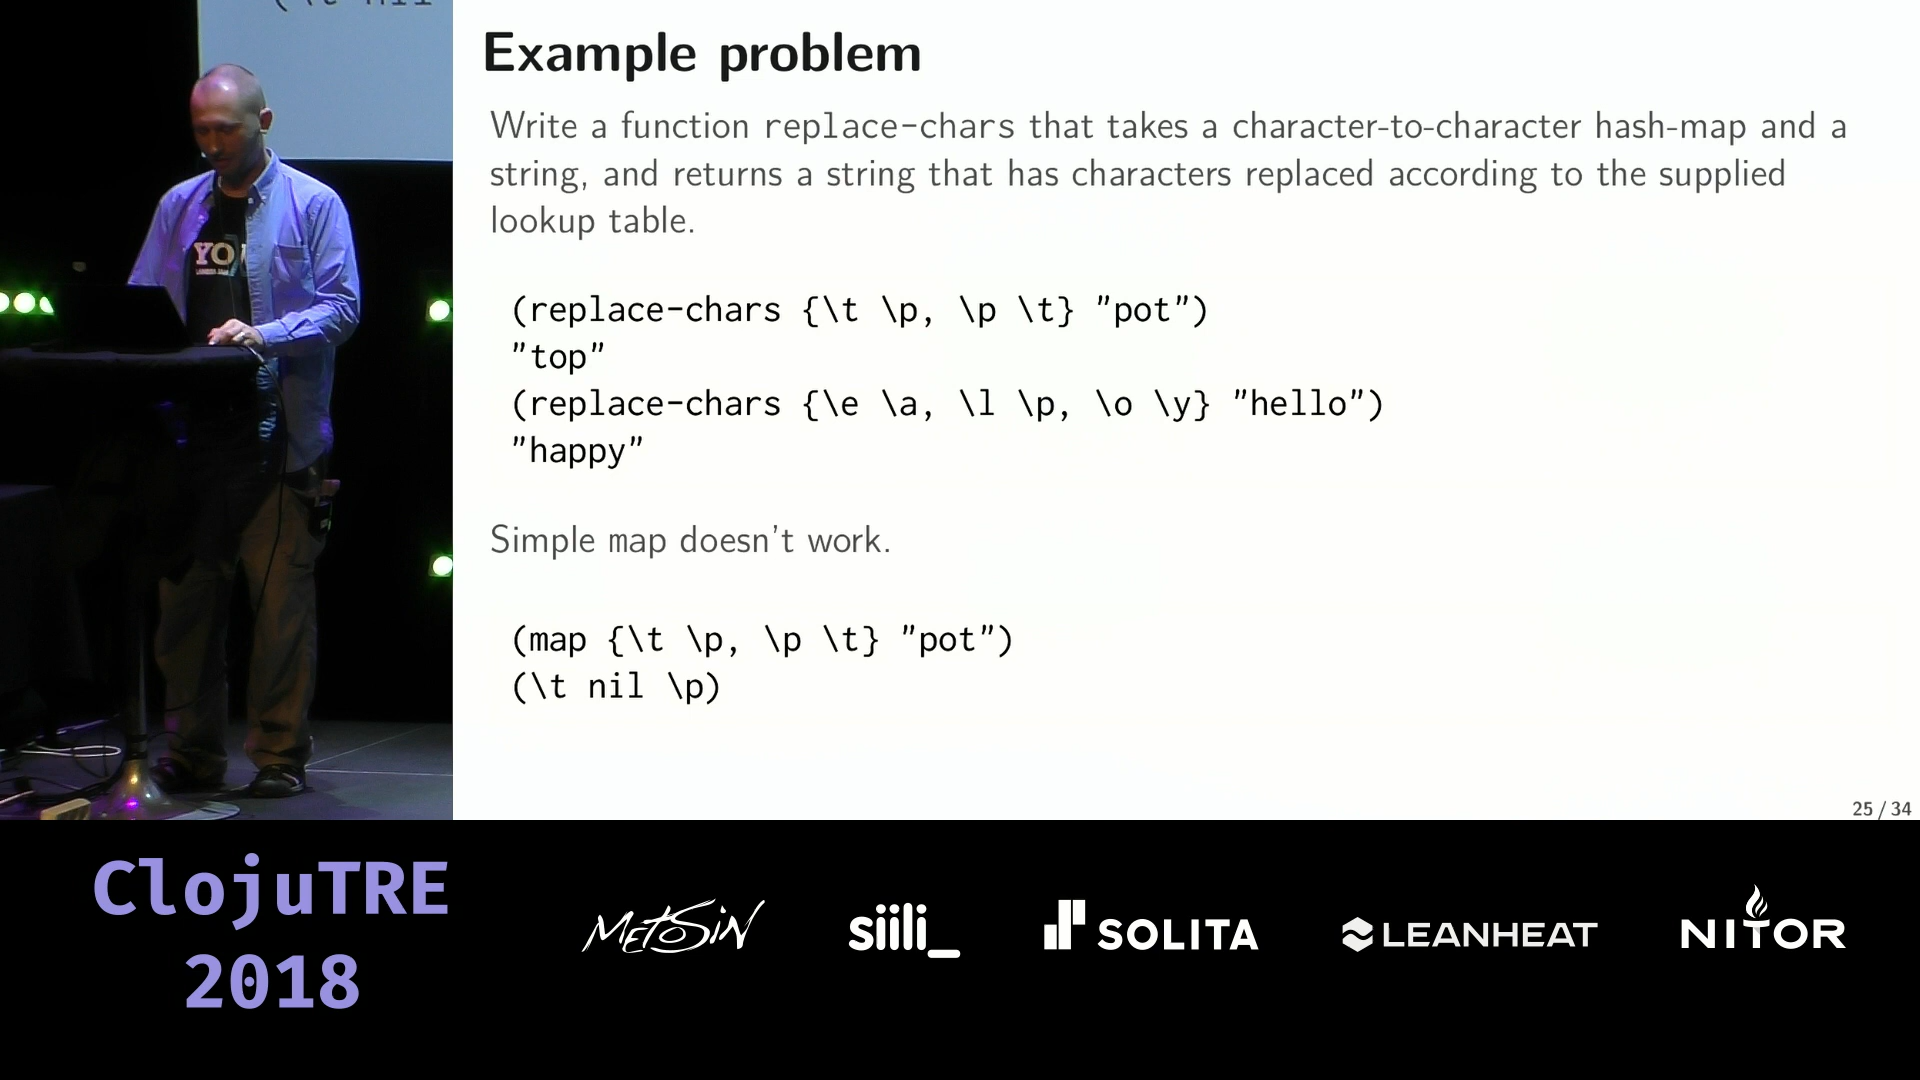 Example problem
Write a function replace-chars that takes a character-to-character hash-map and a
string, and returns a string that has characters replaced according to the supplied
lookup table.
(replace-chars {\t \p, \p \t} "pot")
"top"
(replace-chars {\e \a, \l \p, \o \y} "hello")
"happy"
Simple map doesn't work.
(map {\t \p, \p \t} "pot")
(\t nil \p)
25 / 34
YO
ClojuTRE
2018
METOSIN
siili_
SOLITA
LEANHEAT
NITOR